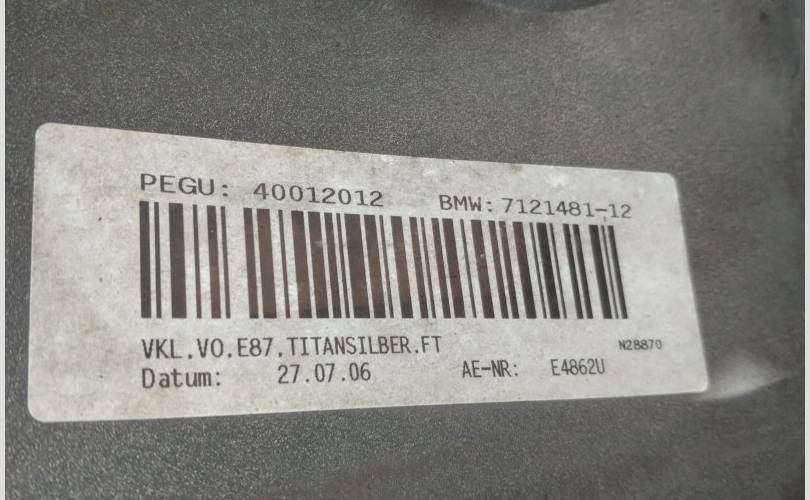 PEGU: 40012012 BMW: 7121481-12
VKL.VO.E87.TITANSILBER.FT N28870
Datum: 27.07.06 AE-NR: E4862U